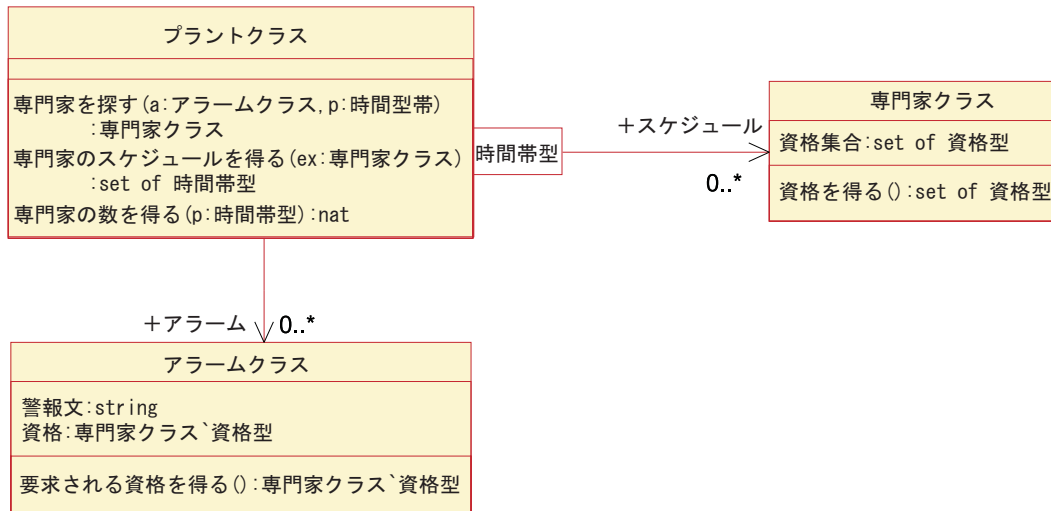 プラントクラス
専門家を探す(a:アラームクラス,p:時間型帯)
:専門家クラス
専門家のスケジュールを得る(ex:専門家クラス)
:set of 時間帯型
専門家の数を得る(p:時間帯型):nat
時間帯型
+スケジュール
0..*
専門家クラス
資格集合:set of 資格型
資格を得る():set of 資格型
+アラーム
0..*
アラームクラス
警報文:string
資格:専門家クラス`資格型
要求される資格を得る():専門家クラス`資格型